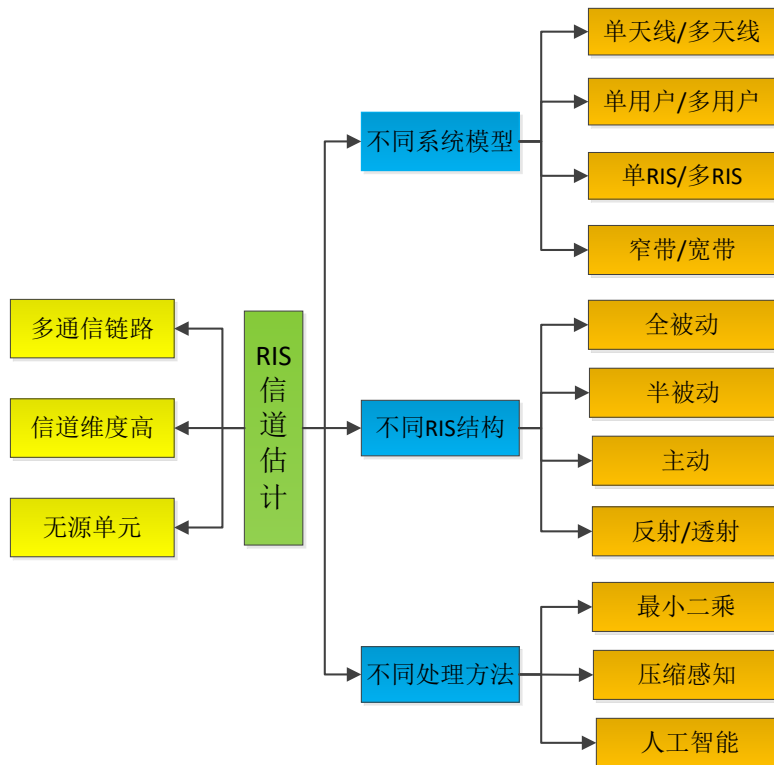 单天线/多天线
单用户/多用户
不同系统模型
单RIS/多RIS
窄带/宽带
多通信链路
信道维度高
无源单元
RIS
信
道
估
计
全被动
半被动
不同RIS结构
主动
反射/透射
最小二乘
不同处理方法
压缩感知
人工智能